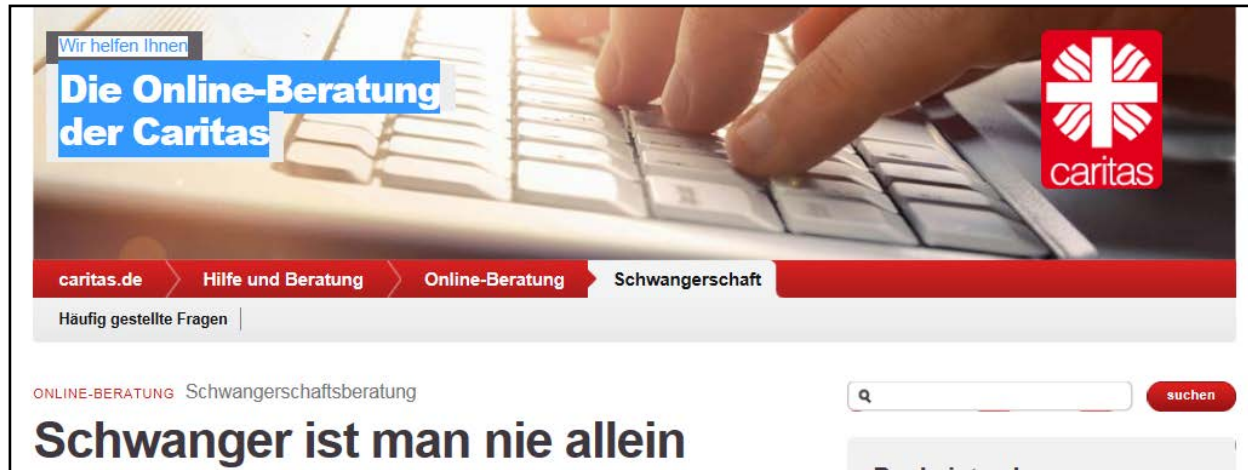 Wir helfen Ihnen
Die Online-Beratung
der Caritas
caritas
caritas.de
Hilfe und Beratung
Online-Beratung
Schwangerschaft
Häufig gestellte Fragen
ONLINE-BERATUNG Schwangerschaftsberatung
suchen
Schwanger ist man nie allein